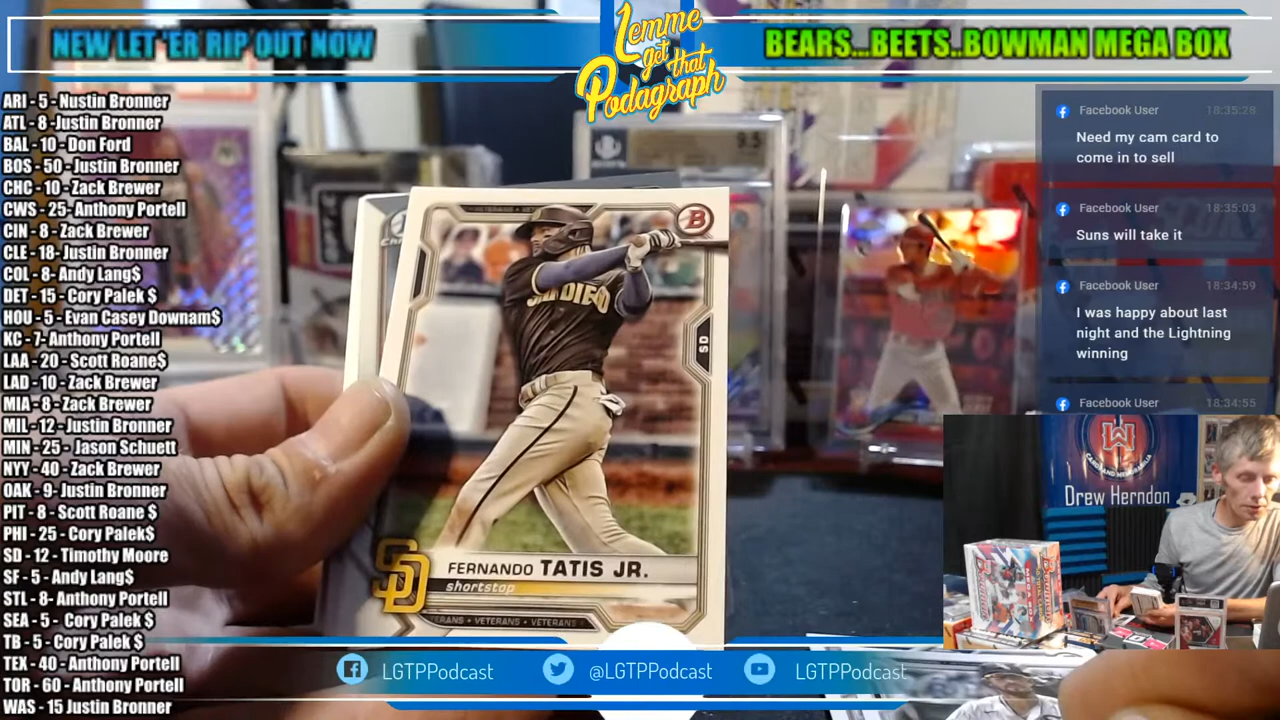 NEW LET 'ER RIP OUT NOW
Lemme
get
that
Podagraph
BEARS...BEETS..BOWMAN MEGA BOX
ARI - 5 - Nustin Bronner
ATL - 8 -Justin Bronner
BAL - 10 - Don Ford
BOS - 50 - Justin Bronner
CHC - 10 - Zack Brewer
CWS - 25- Anthony Portell
CIN - 8 - Zack Brewer
CLE - 18- Justin Bronner
COL - 8- Andy Lang$
DET - 15 - Cory Palek $
HOU - 5 - Evan Casey Downam$
KC - 7- Anthony Portell
LAA - 20 - Scott Roane$
LAD - 10 - Zack Brewer
MIA - 8 - Zack Brewer
MIL - 12 - Justin Bronner
MIN - 25 - Jason Schuett
NYY - 40 - Zack Brewer
OAK - 9- Justin Bronner
PIT - 8 - Scott Roane $
PHI - 25 - Cory Palek$
SD - 12 - Timothy Moore
SF - 5 - Andy Lang$
STL - 8 - Anthony Portell
SEA - 5 - Cory Palek $
TB - 5 - Cory Palek $
TEX - 40 - Anthony Portell
TOR - 60 - Anthony Portell
WAS - 15 Justin Bronner
9.5
B
SAN DIEGO
SD
SD
FERNANDO TATIS JR.
shortstop
VETERANS • VETERANS
Facebook User 18:35:28
Need my cam card to
come in to sell
Facebook User 18:35:03
Suns will take it
Facebook User 18:34:59
I was happy about last
night and the Lightning
winning
Facebook User 18:34:55
Drew Herndon
LGTPPodcast
@LGTPPodcast
LGTPPodcast